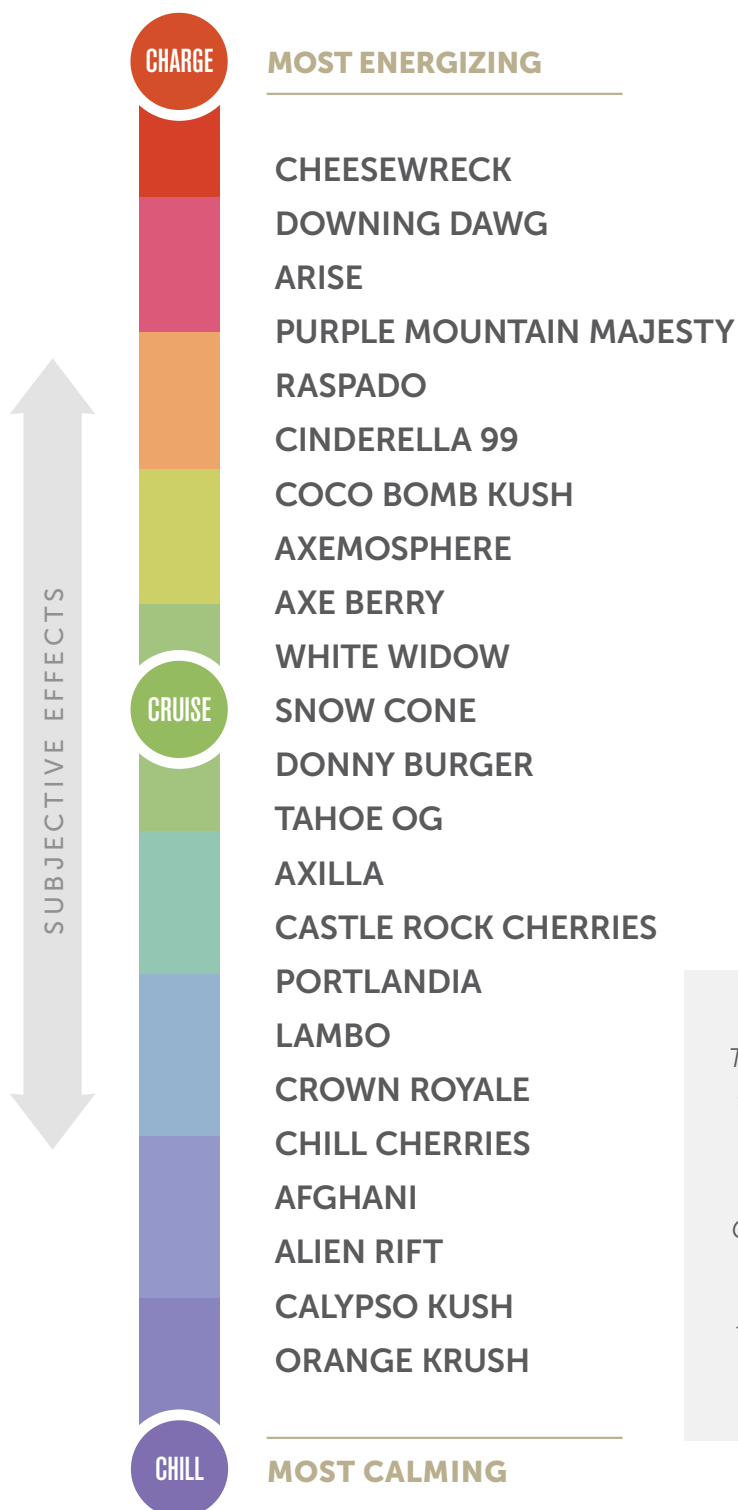 CHARGE
MOST ENERGIZING
CHEESEWRECK
DOWNING DAWG
ARISE
PURPLE MOUNTAIN MAJESTY
RASPADO
CINDERELLA 99
COCO BOMB KUSH
AXEMOSPHERE
AXE BERRY
WHITE WIDOW
CRUISE
SNOW CONE
DONNY BURGER
TAHOE OG
AXILLA
CASTLE ROCK CHERRIES
PORTLANDIA
LAMBO
CROWN ROYALE
CHILL CHERRIES
AFGHANI
ALIEN RIFT
CALYPSO KUSH
ORANGE KRUSH
CHILL
MOST CALMING
SUBJECTIVE EFFECTS